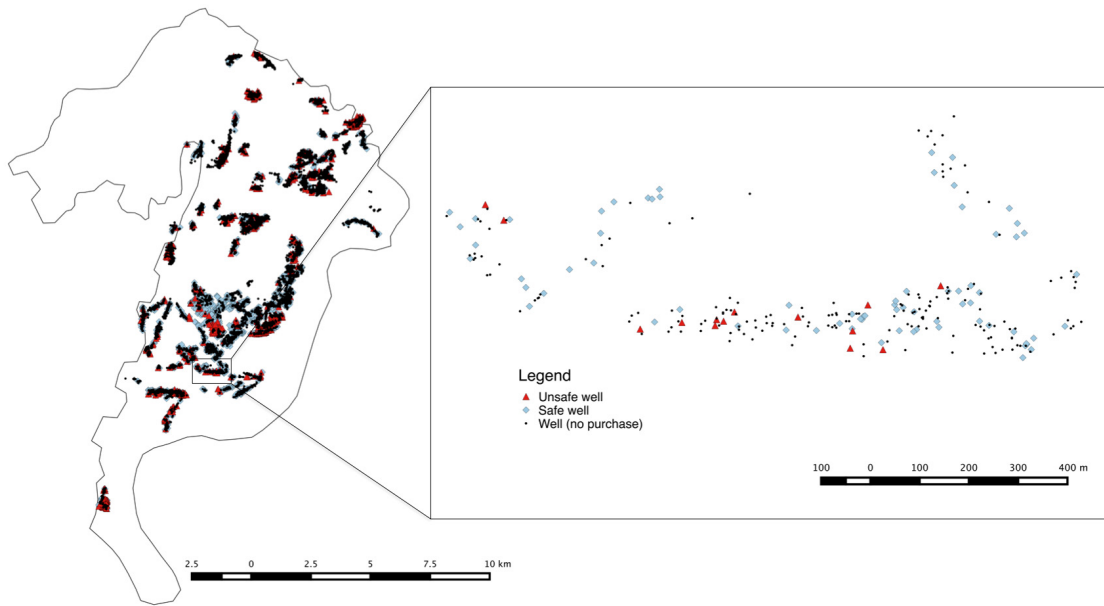 Legend
Unsafe well
Safe well
Well (no purchase)
100 0 100 200 300 400 m
2.5 0 2.5 5 7.5 10 km